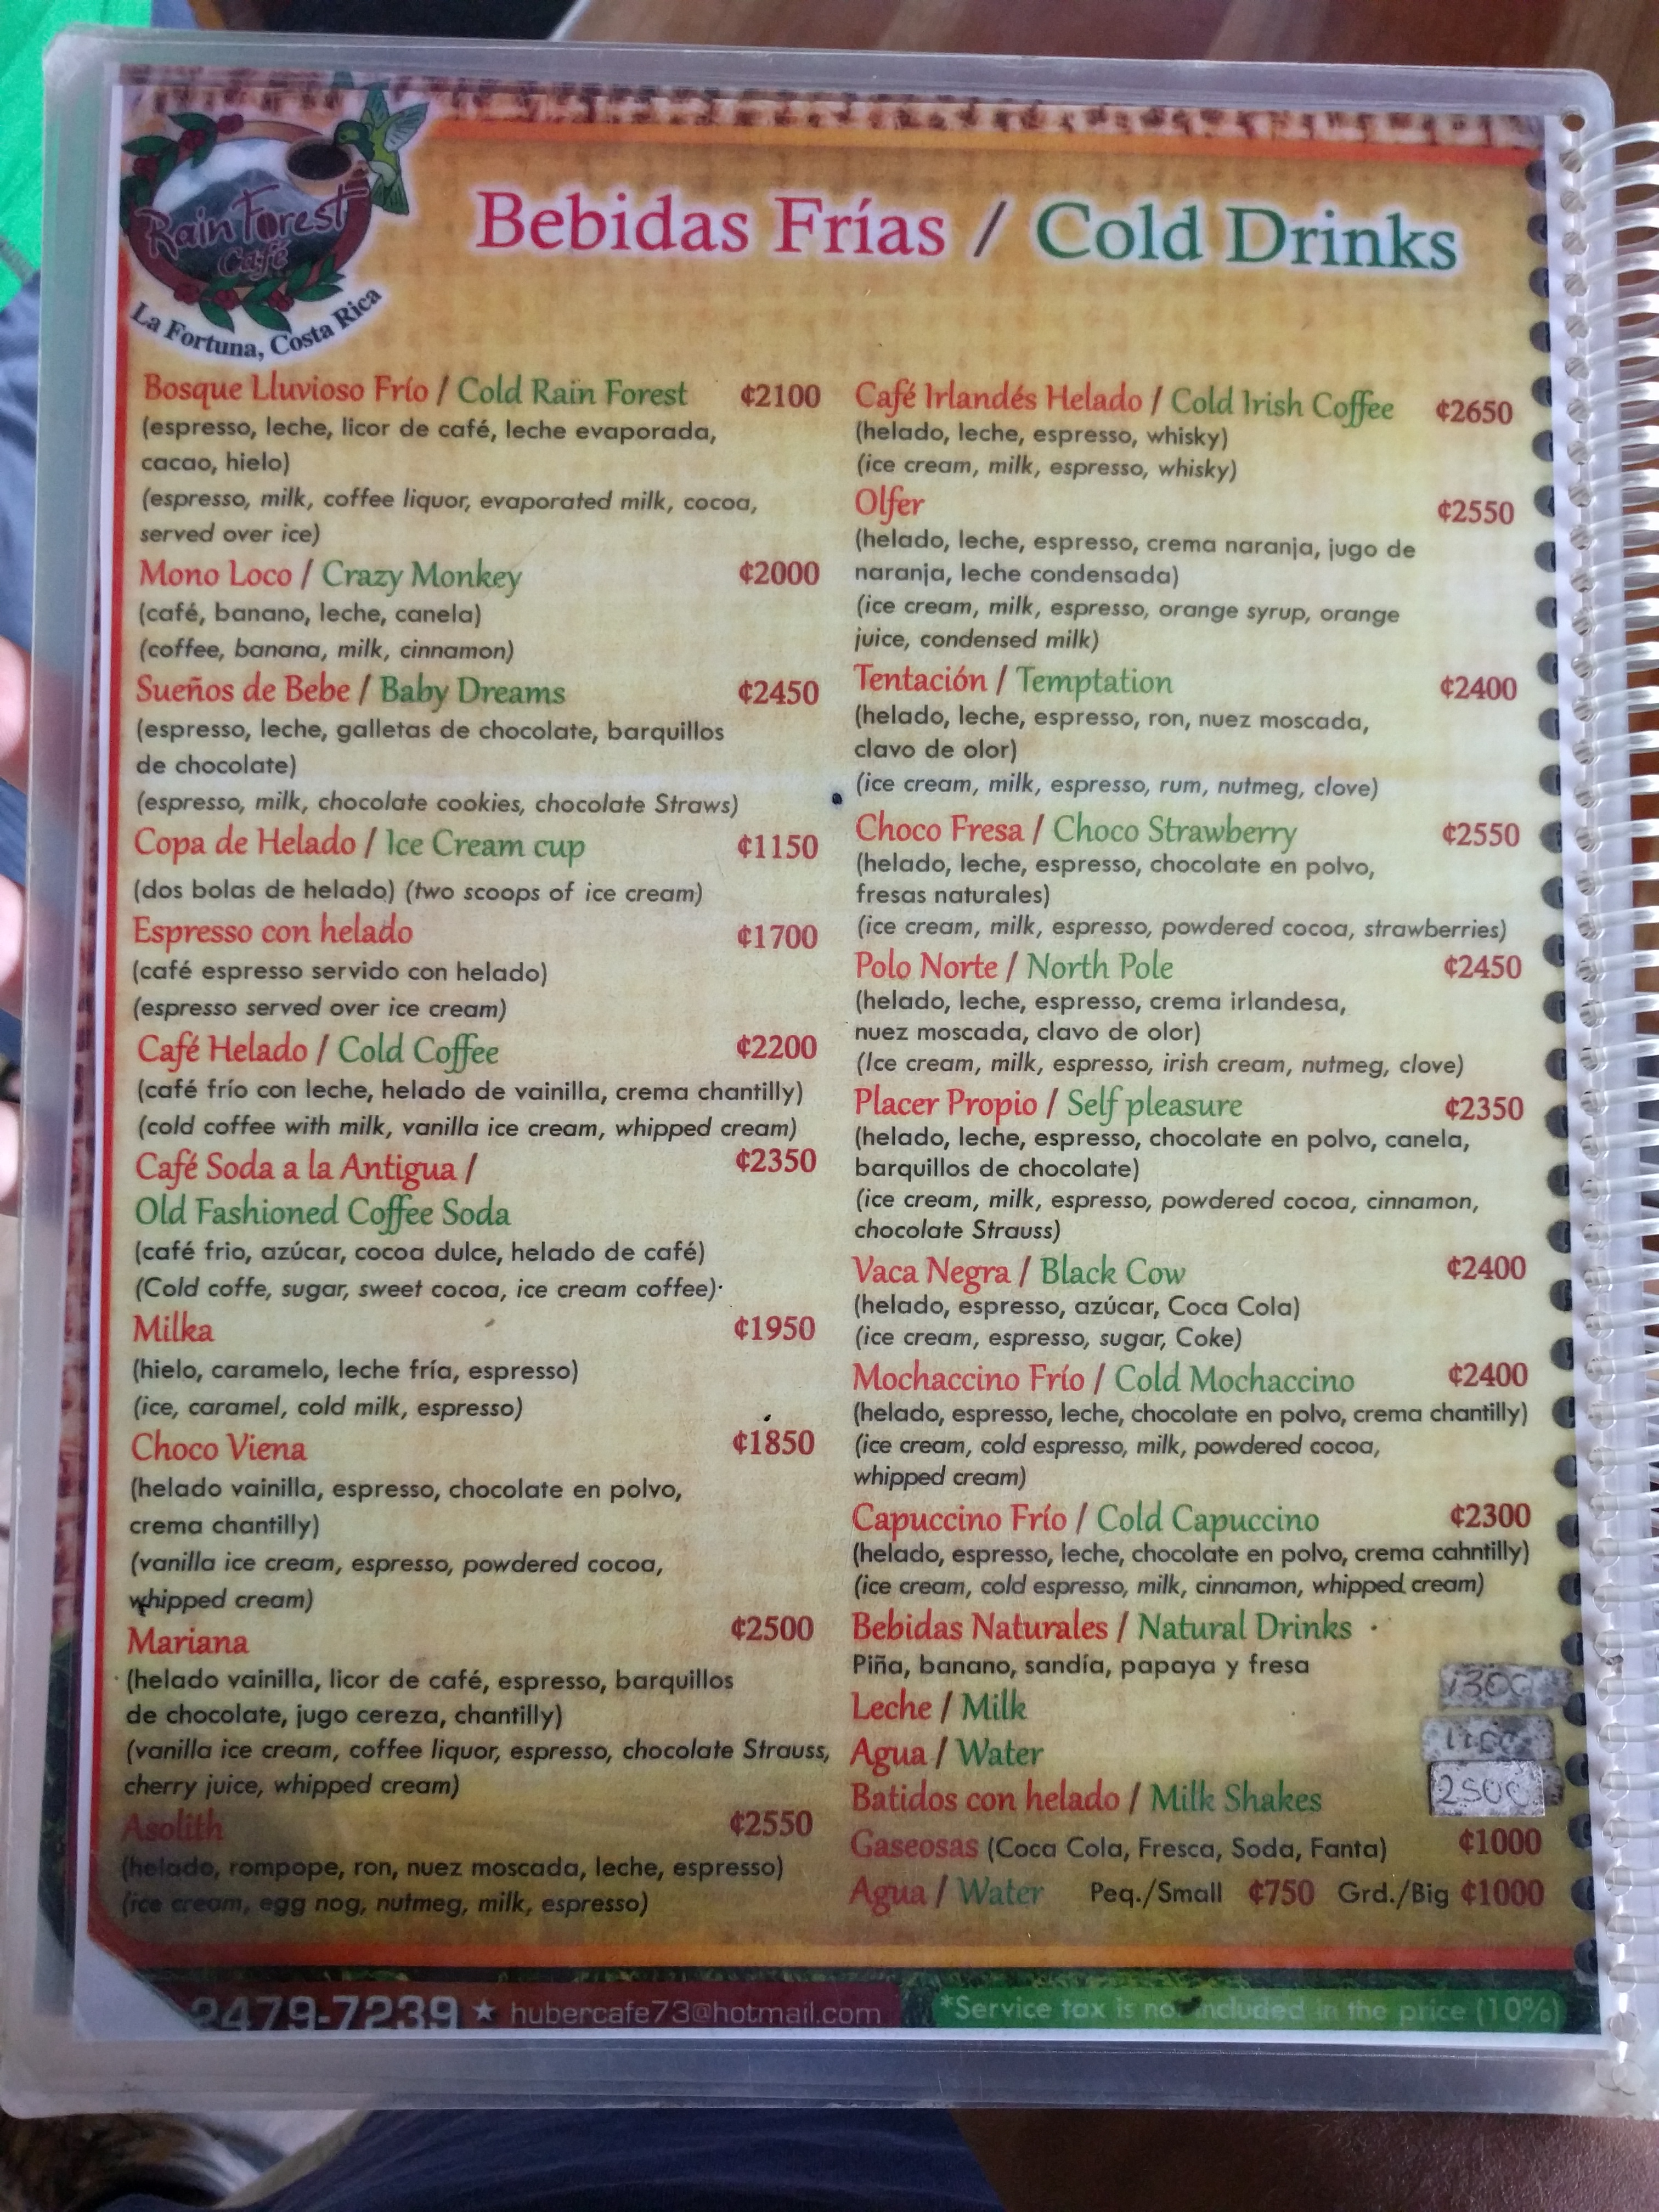 Rain Forest
Café
La Fortuna, Costa Rica
Bebidas Frías / Cold Drinks
Bosque Lluvioso Frío / Cold Rain Forest ¢2100
(espresso, leche, licor de café, leche evaporada,
cacao, hielo)
(espresso, milk, coffee liquor, evaporated milk, cocoa,
served over ice)
Mono Loco / Crazy Monkey ¢2000
(café, banano, leche, canela)
(coffee, banana, milk, cinnamon)
Sueños de Bebe / Baby Dreams ¢2450
(espresso, leche, galletas de chocolate, barquillos
de chocolate)
(espresso, milk, chocolate cookies, chocolate Straws)
Copa de Helado / Ice Cream cup ¢1150
(dos bolas de helado) (two scoops of ice cream)
Espresso con helado ¢1700
(café espresso servido con helado)
(espresso served over ice cream)
Café Helado / Cold Coffee ¢2200
(café frío con leche, helado de vainilla, crema chantilly)
(cold coffee with milk, vanilla ice cream, whipped cream)
Café Soda a la Antigua / ¢2350
Old Fashioned Coffee Soda
(café frio, azúcar, cocoa dulce, helado de café)
(Cold coffe, sugar, sweet cocoa, ice cream coffee)
Milka ¢1950
(hielo, caramelo, leche fría, espresso)
(ice, caramel, cold milk, espresso)
Choco Viena ¢1850
(helado vainilla, espresso, chocolate en polvo,
crema chantilly)
(vanilla ice cream, espresso, powdered cocoa,
whipped cream)
Mariana ¢2500
(helado vainilla, licor de café, espresso, barquillos
de chocolate, jugo cereza, chantilly)
(vanilla ice cream, coffee liquor, espresso, chocolate Strauss,
cherry juice, whipped cream)
Asolith ¢2550
(helado, rompope, ron, nuez moscada, leche, espresso)
(ice cream, egg nog, nutmeg, milk, espresso)
Café Irlandés Helado / Cold Irish Coffee ¢2650
(helado, leche, espresso, whisky)
(ice cream, milk, espresso, whisky)
Olfer ¢2550
(helado, leche, espresso, crema naranja, jugo de
naranja, leche condensada)
(ice cream, milk, espresso, orange syrup, orange
juice, condensed milk)
Tentación / Temptation ¢2400
(helado, leche, espresso, ron, nuez moscada,
clavo de olor)
(ice cream, milk, espresso, rum, nutmeg, clove)
Choco Fresa / Choco Strawberry ¢2550
(helado, leche, espresso, chocolate en polvo,
fresas naturales)
(ice cream, milk, espresso, powdered cocoa, strawberries)
Polo Norte / North Pole ¢2450
(helado, leche, espresso, crema irlandesa,
nuez moscada, clavo de olor)
(Ice cream, milk, espresso, irish cream, nutmeg, clove)
Placer Propio / Self pleasure ¢2350
(helado, leche, espresso, chocolate en polvo, canela,
barquillos de chocolate)
(ice cream, milk, espresso, powdered cocoa, cinnamon,
chocolate Strauss)
Vaca Negra / Black Cow ¢2400
(helado, espresso, azúcar, Coca Cola)
(ice cream, espresso, sugar, Coke)
Mochaccino Frío / Cold Mochaccino ¢2400
(helado, espresso, leche, chocolate en polvo, crema chantilly)
(ice cream, cold espresso, milk, powdered cocoa,
whipped cream)
Capuccino Frío / Cold Capuccino ¢2300
(helado, espresso, leche, chocolate en polvo, crema cahntilly)
(ice cream, cold espresso, milk, cinnamon, whipped cream)
Bebidas Naturales / Natural Drinks
Piña, banano, sandía, papaya y fresa
Leche / Milk 1300
Agua / Water
Batidos con helado / Milk Shakes 2500
Gaseosas (Coca Cola, Fresca, Soda, Fanta) ¢1000
Agua / Water Peq./Small ¢750 Grd./Big ¢1000
2479-7239 ★ hubercafe73@hotmail.com
*Service tax is not included in the price (10%)